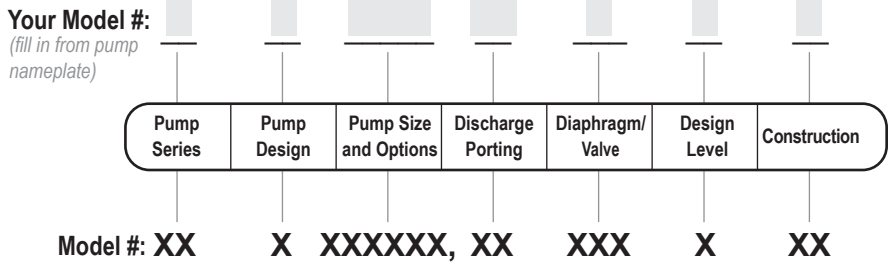 Your Model #:
(fill in from pump
nameplate)
Pump Series
Pump Design
Pump Size and Options
Discharge Porting
Diaphragm/ Valve
Design Level
Construction
Model #: XX X XXXXXX, XX XXX X XX